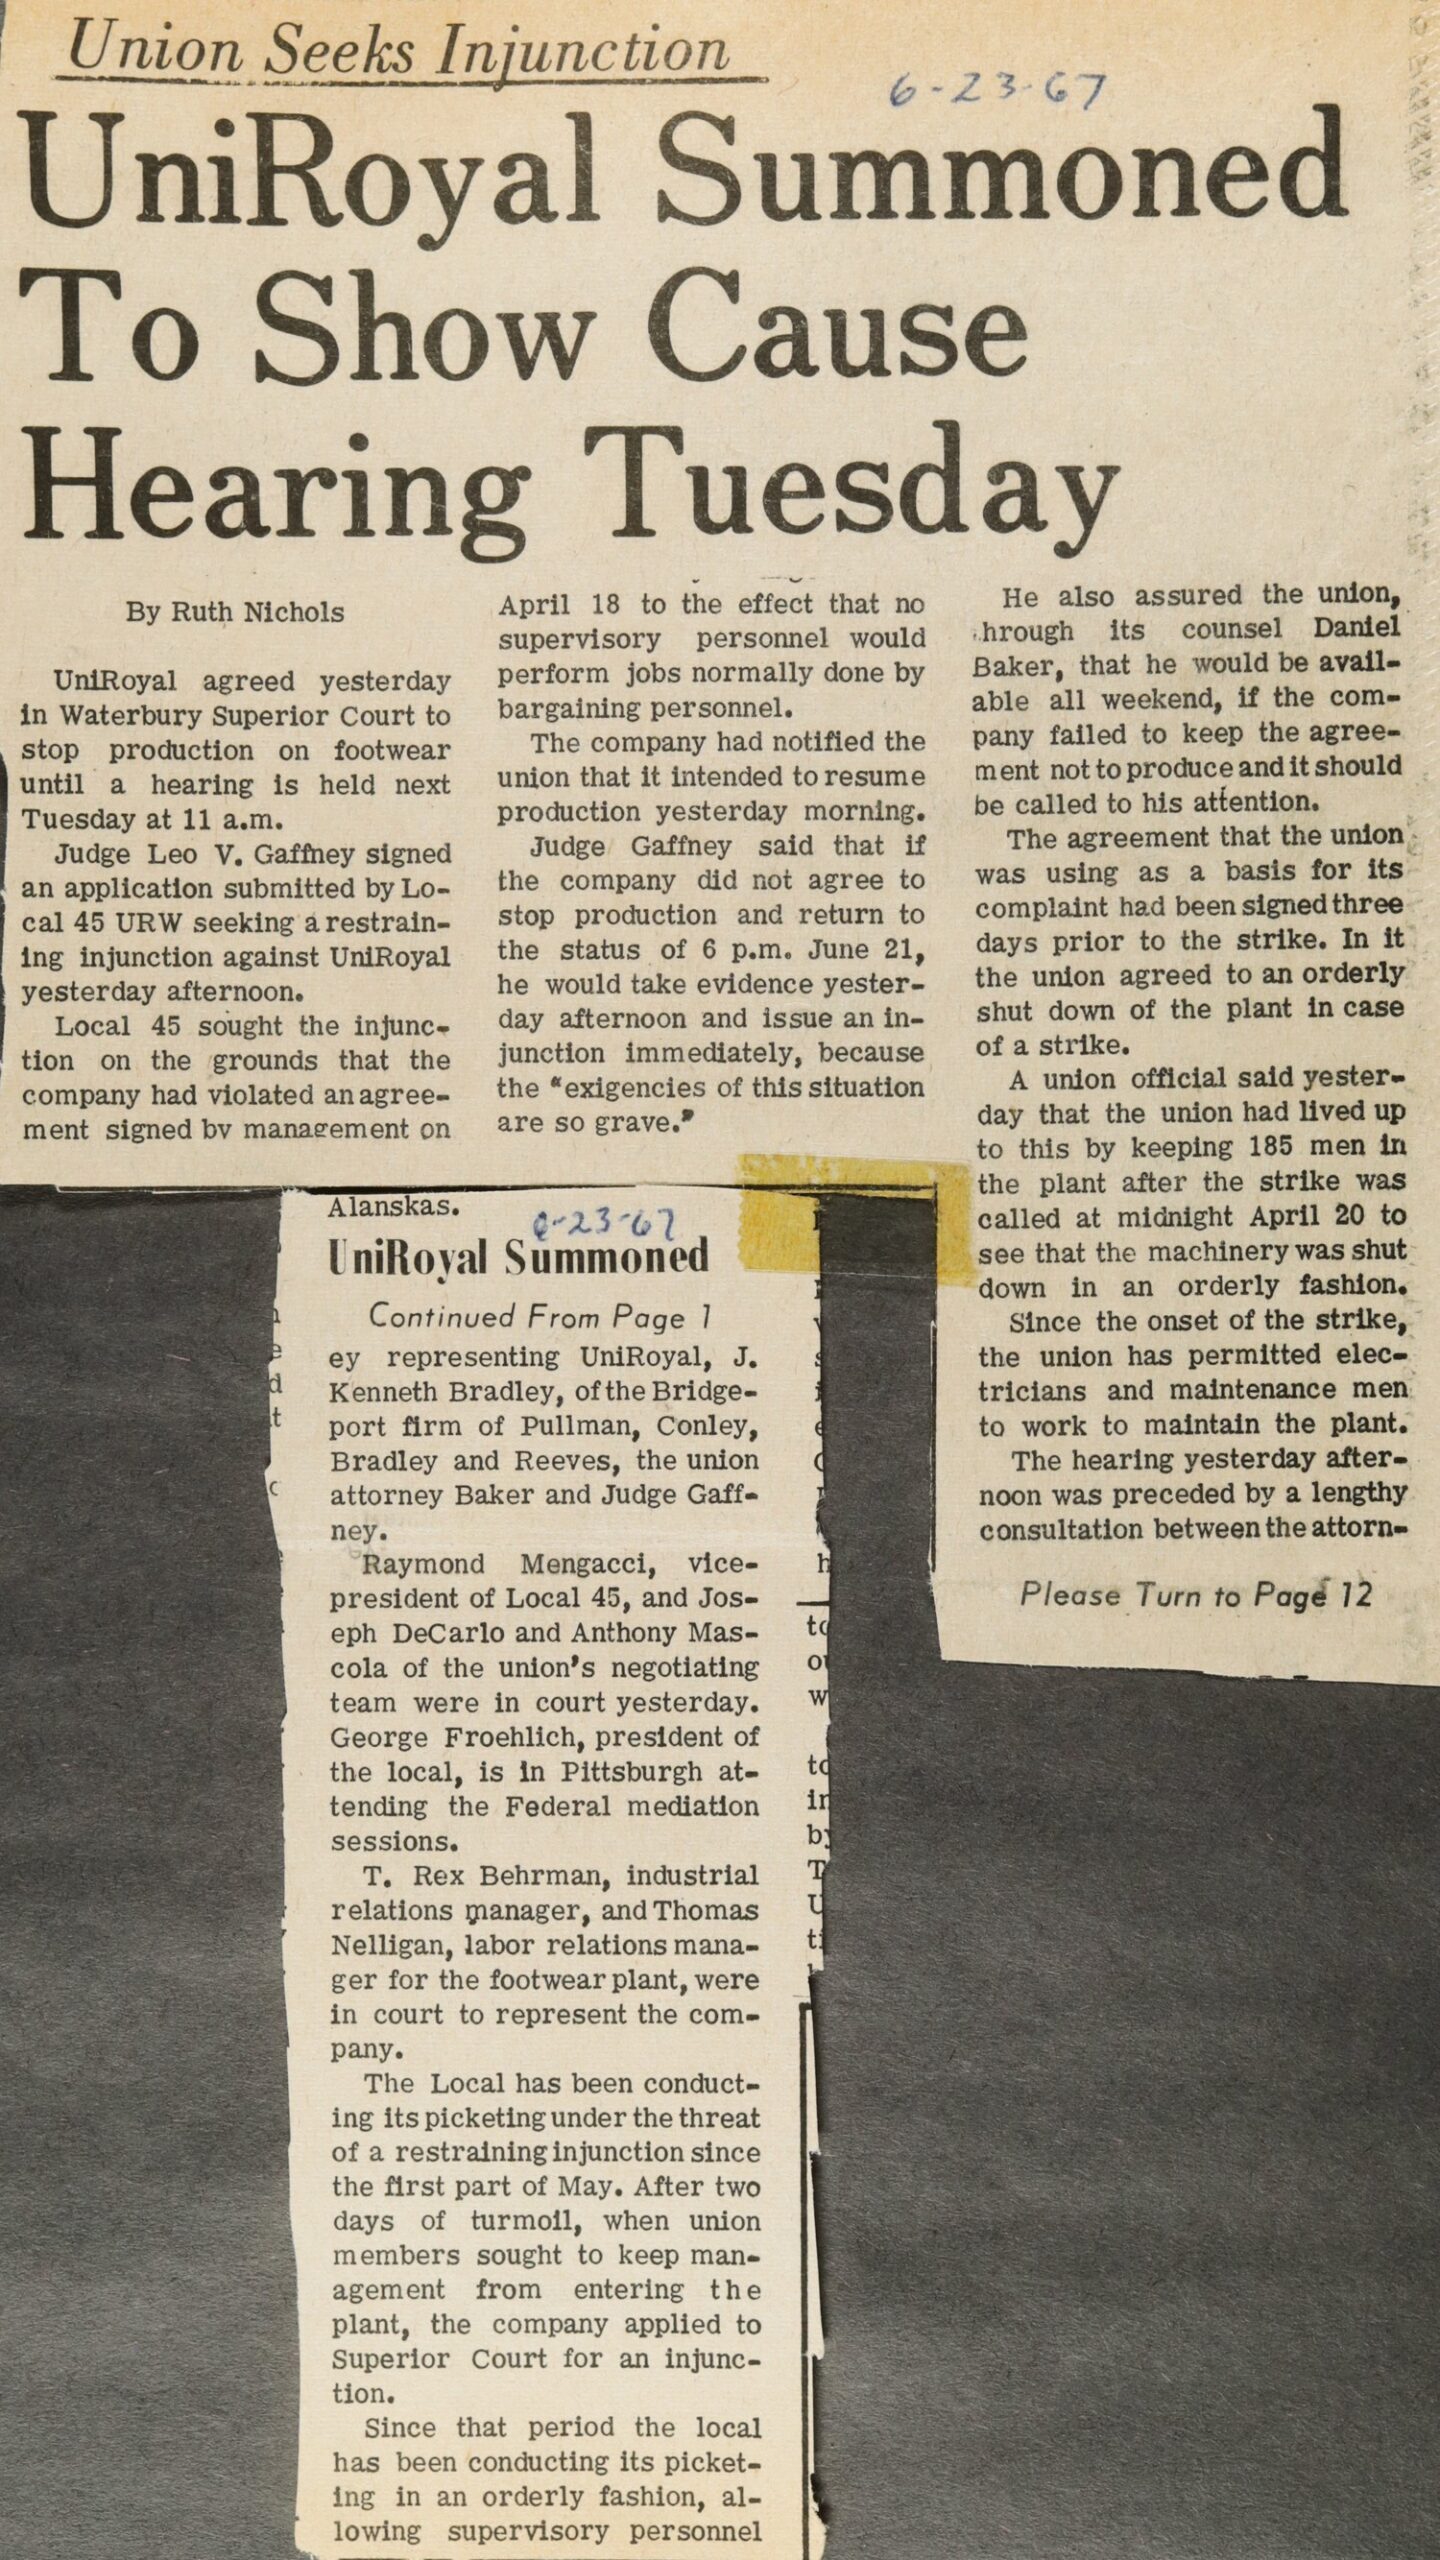 Union Seeks Injunction
6-23-67
UniRoyal Summoned
To Show Cause
Hearing Tuesday
By Ruth Nichols
UniRoyal agreed yesterday
in Waterbury Superior Court to
stop production on footwear
until a hearing is held next
Tuesday at 11 a.m.
Judge Leo V. Gaffney signed
an application submitted by Lo-
cal 45 URW seeking a restrain-
ing injunction against UniRoyal
yesterday afternoon.
Local 45 sought the injunc-
tion on the grounds that the
company had violated an agree-
ment signed by management on
April 18 to the effect that no
supervisory personnel would
perform jobs normally done by
bargaining personnel.
The company had notified the
union that it intended to resume
production yesterday morning.
Judge Gaffney said that if
the company did not agree to
stop production and return to
the status of 6 p.m. June 21,
he would take evidence yester-
day afternoon and issue an in-
junction immediately, because
the "exigencies of this situation
are so grave."
He also assured the union,
hrough its counsel Daniel
Baker, that he would be avail-
able all weekend, if the com-
pany failed to keep the agree-
ment not to produce and it should
be called to his attention.
The agreement that the union
was using as a basis for its
complaint had been signed three
days prior to the strike. In it
the union agreed to an orderly
shut down of the plant in case
of a strike.
A union official said yester-
day that the union had lived up
to this by keeping 185 men in
the plant after the strike was
called at midnight April 20 to
see that the machinery was shut
down in an orderly fashion.
Since the onset of the strike,
the union has permitted elec-
tricians and maintenance men
to work to maintain the plant.
The hearing yesterday after-
noon was preceded by a lengthy
consultation between the attorn-
Please Turn to Page 12
Alanskas.
6-23-67
UniRoyal Summoned
Continued From Page 1
ey representing UniRoyal, J.
Kenneth Bradley, of the Bridge-
port firm of Pullman, Conley,
Bradley and Reeves, the union
attorney Baker and Judge Gaff-
ney.
Raymond Mengacci, vice-
president of Local 45, and Jos-
eph DeCarlo and Anthony Mas-
cola of the union's negotiating
team were in court yesterday.
George Froehlich, president of
the local, is in Pittsburgh at-
tending the Federal mediation
sessions.
T. Rex Behrman, industrial
relations manager, and Thomas
Nelligan, labor relations mana-
ger for the footwear plant, were
in court to represent the com-
pany.
The Local has been conduct-
ing its picketing under the threat
of a restraining injunction since
the first part of May. After two
days of turmoil, when union
members sought to keep man-
agement from entering the
plant, the company applied to
Superior Court for an injunc-
tion.
Since that period the local
has been conducting its picket-
ing in an orderly fashion, al-
lowing supervisory personnel